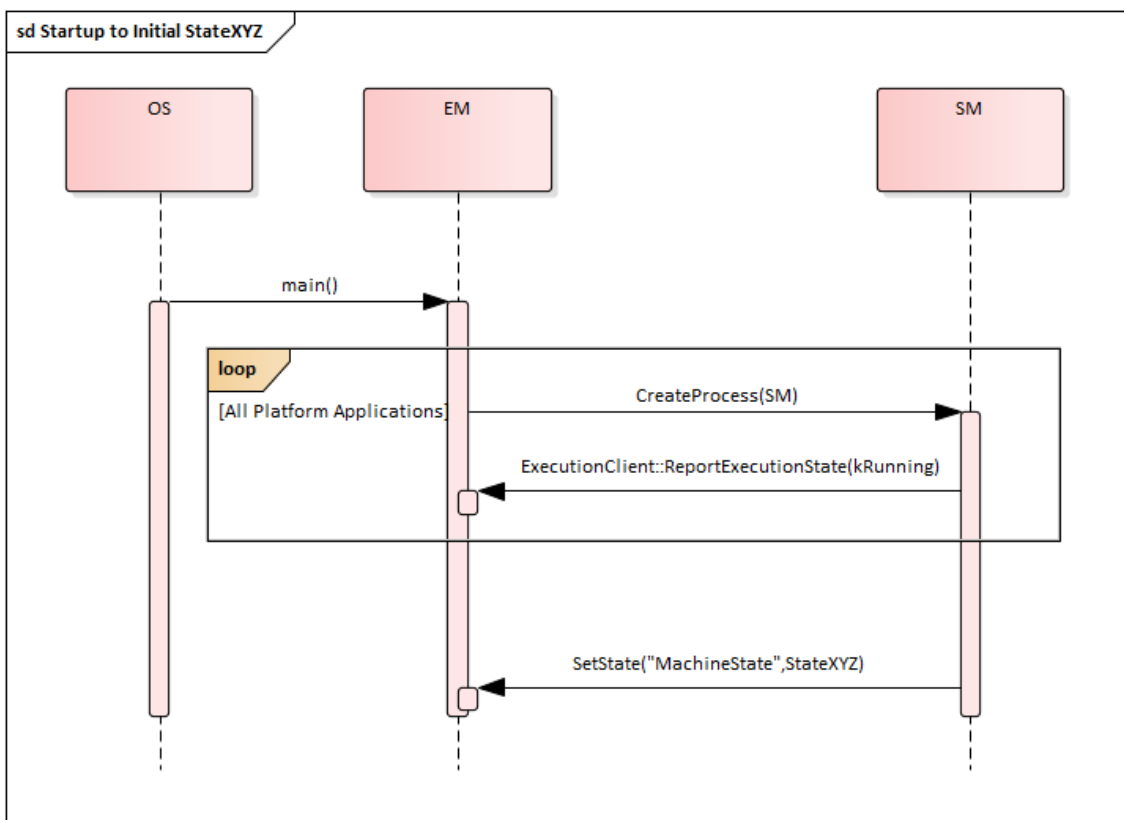 sd Startup to Initial StateXYZ
OS
EM
SM
main()
loop
[All Platform Applications]
CreateProcess(SM)
ExecutionClient::ReportExecutionState(kRunning)
SetState("MachineState",StateXYZ)